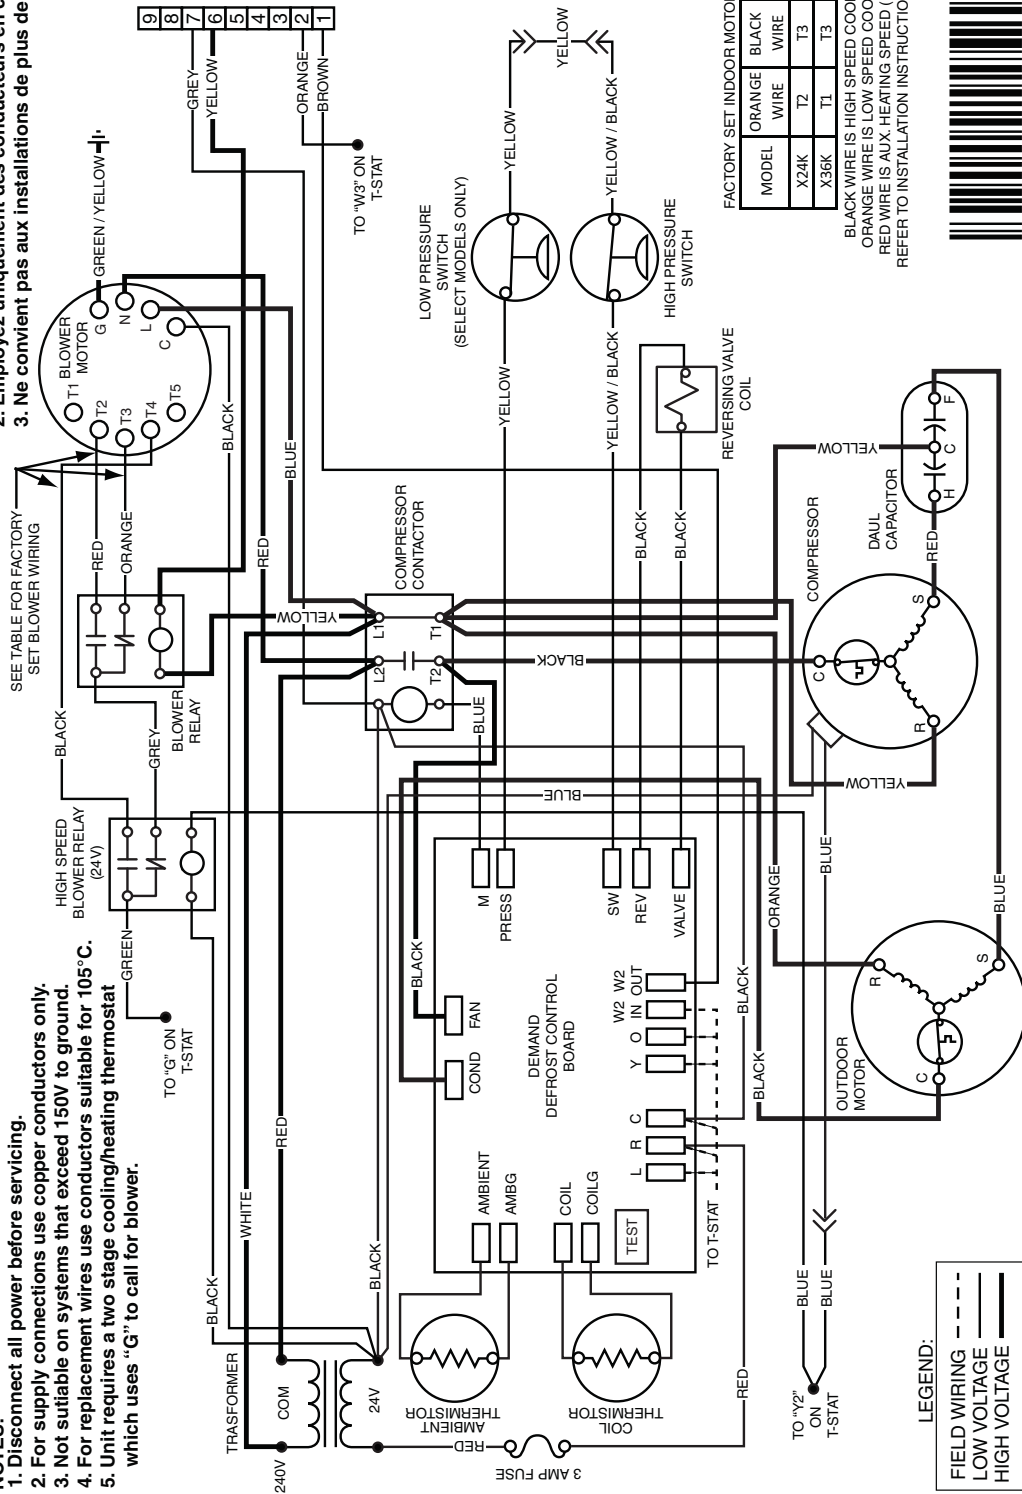 NOTES:
1. Disconnect all power before servicing.
2. For supply connections use copper conductors only.
3. Not sutiable on systems that exceed 150V to ground.
4. For replacement wires use conductors suitable for 105°C.
5. Unit requires a two stage cooling/heating thermostat
which uses “G” to call for blower.
2. Employez uniquement des conducteurs en
3. Ne convient pas aux installations de plus de
SEE TABLE FOR FACTORY
SET BLOWER WIRING
BLOWER
MOTOR
T1
T2
T3
T4
T5
G
N
L
C
GREEN / YELLOW
9
8
7
6
5
4
3
2
1
GREY
YELLOW
ORANGE
BROWN
TO “W3” ON
T-STAT
HIGH SPEED
BLOWER RELAY
(24V)
BLACK
GREEN
TO “G” ON
T-STAT
GREY
BLOWER
RELAY
RED
ORANGE
BLACK
BLUE
RED
YELLOW
COMPRESSOR
CONTACTOR
L1
T1
L2
T2
BLUE
BLACK
TRASFORMER
240V
COM
24V
WHITE
RED
BLACK
BLACK
RED
3 AMP FUSE
RED
AMBIENT
THERMISTOR
COIL
THERMISTOR
AMBIENT
AMBG
COIL
COILG
TEST
DEMAND
DEFROST CONTROL
BOARD
COND
FAN
BLACK
M
PRESS
SW
REV
VALVE
L
R
C
Y
O
W2
IN
W2
OUT
TO T-STAT
BLACK
BLACK
BLUE
ORANGE
BLUE
YELLOW
LOW PRESSURE
SWITCH
(SELECT MODELS ONLY)
YELLOW
YELLOW
YELLOW
HIGH PRESSURE
SWITCH
YELLOW / BLACK
YELLOW / BLACK
REVERSING VALVE
COIL
BLACK
BLACK
COMPRESSOR
C
S
R
RED
DAUL
CAPACITOR
H
C
F
YELLOW
BLUE
OUTDOOR
MOTOR
C
R
S
TO “Y2”
ON
T-STAT
BLUE
BLUE
LEGEND:
FIELD WIRING
LOW VOLTAGE
HIGH VOLTAGE
FACTORY SET INDOOR MOTOR
MODEL ORANGE WIRE BLACK WIRE
X24K T2 T3
X36K T1 T3
BLACK WIRE IS HIGH SPEED COOL
ORANGE WIRE IS LOW SPEED COO
RED WIRE IS AUX. HEATING SPEED (
REFER TO INSTALLATION INSTRUCTION